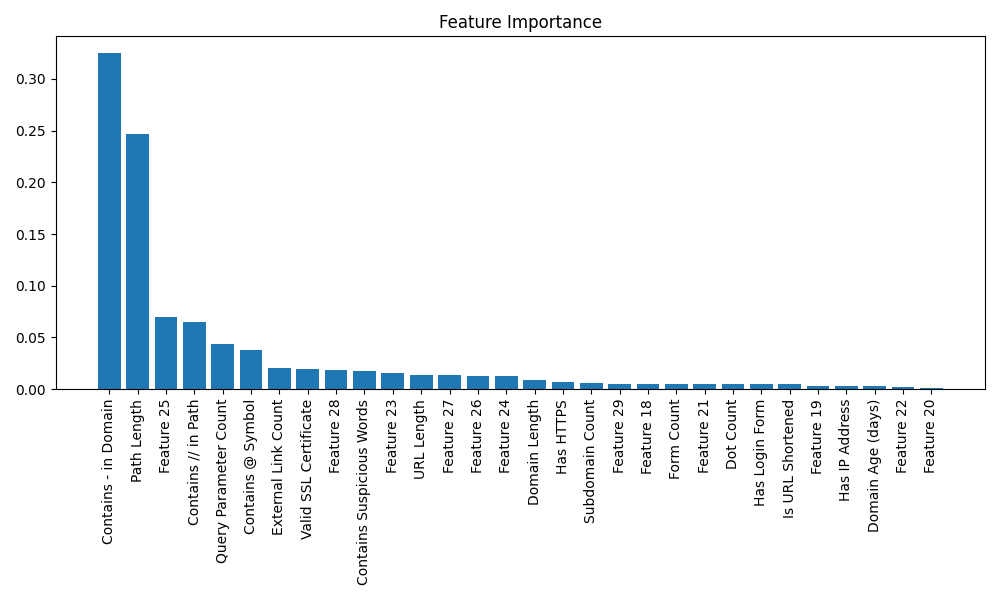 Feature Importance
0.30
0.25
0.20
0.15
0.10
0.05
0.00
Contains - in Domain
Path Length
Feature 25
Contains // in Path
Query Parameter Count
Contains @ Symbol
External Link Count
Valid SSL Certificate
Feature 28
Contains Suspicious Words
Feature 23
URL Length
Feature 27
Feature 26
Feature 24
Domain Length
Has HTTPS
Subdomain Count
Feature 29
Feature 18
Form Count
Feature 21
Dot Count
Has Login Form
Is URL Shortened
Feature 19
Has IP Address
Domain Age (days)
Feature 22
Feature 20